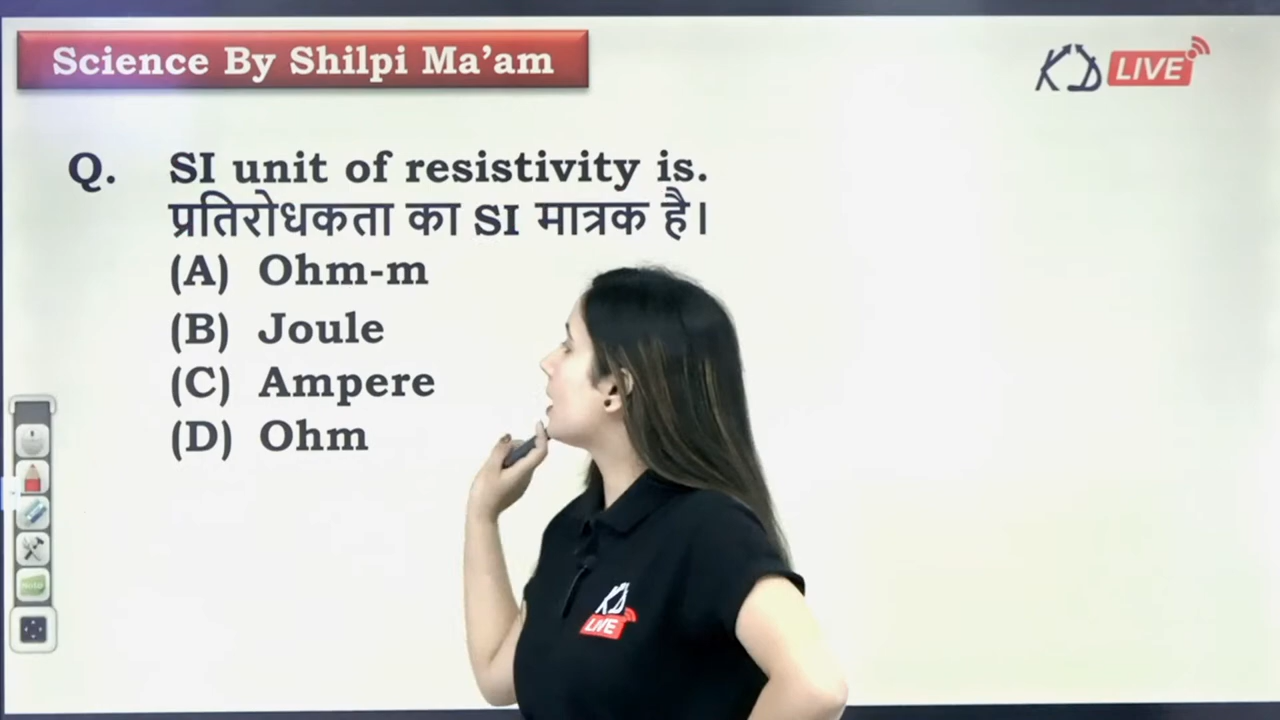 Science By Shilpi Ma'am
KD LIVE
Q. SI unit of resistivity is.
प्रतिरोधकता का SI मात्रक है।
(A) Ohm-m
(B) Joule
(C) Ampere
(D) Ohm
KD
LIVE